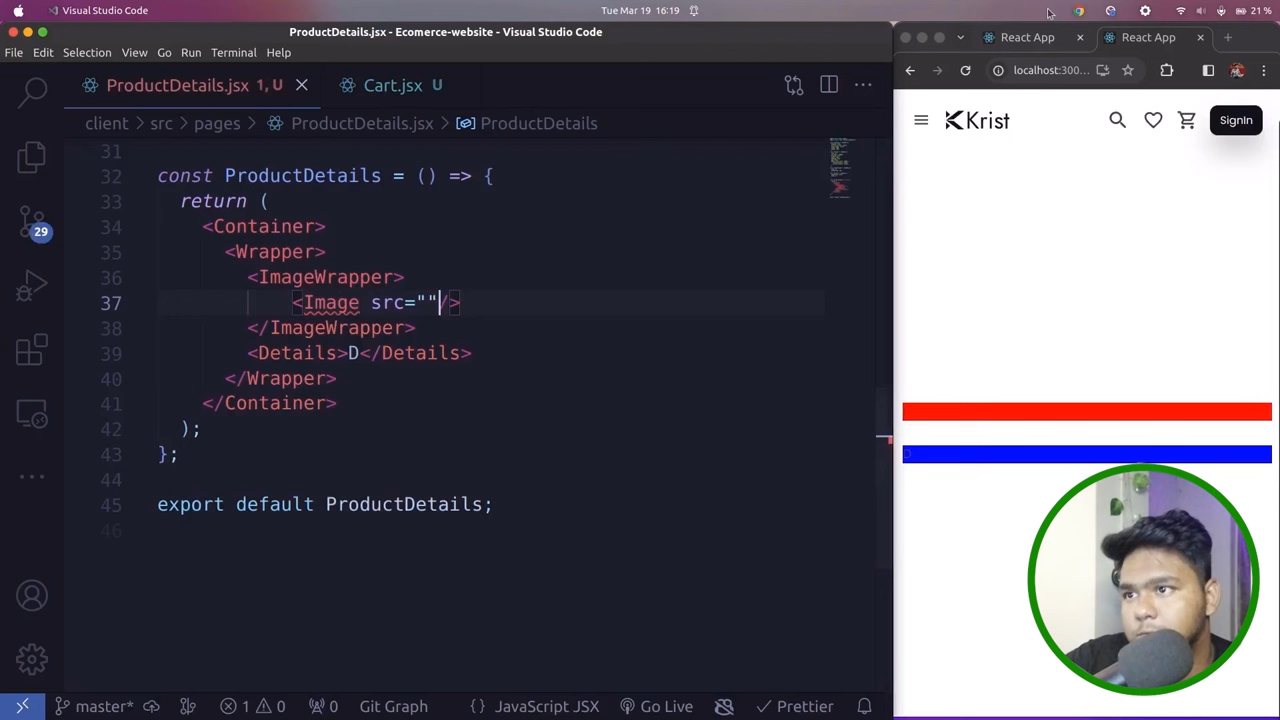 Visual Studio Code
Tue Mar 19 16:19
21 %
ProductDetails.jsx - Ecomerce-website - Visual Studio Code
File Edit Selection View Go Run Terminal Help
ProductDetails.jsx 1, U
Cart.jsx U
client > src > pages > ProductDetails.jsx > ProductDetails
31
32 const ProductDetails = () => {
33 return (
34 <Container>
35 <Wrapper>
36 <ImageWrapper>
37 <Image src=""/>
38 </ImageWrapper>
39 <Details>D</Details>
40 </Wrapper>
41 </Container>
42 );
43 };
44
45 export default ProductDetails;
46
29
master* 1 0 0 Git Graph { } JavaScript JSX Go Live Prettier
React App
React App
localhost:300...
Krist
SignIn
D